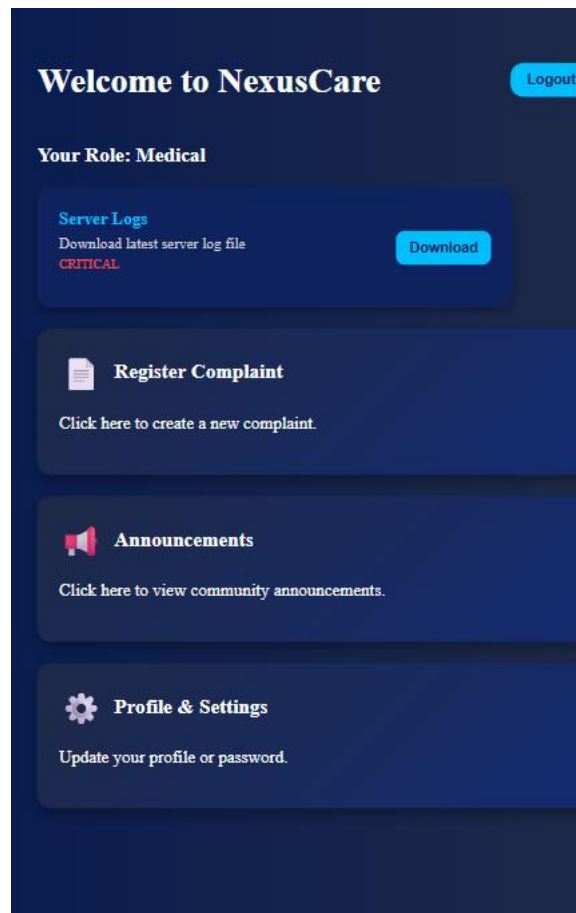 Welcome to NexusCare
Logout
Your Role: Medical
Server Logs
Download latest server log file
CRITICAL
Download
Register Complaint
Click here to create a new complaint.
Announcements
Click here to view community announcements.
Profile & Settings
Update your profile or password.